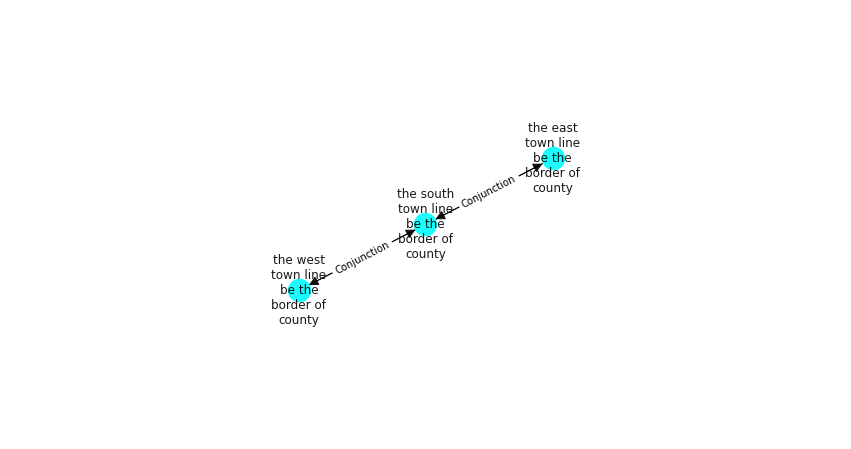 the east
town line
be the
border of
county
Conjunction
the south
town line
be the
border of
county
Conjunction
the west
town line
be the
border of
county